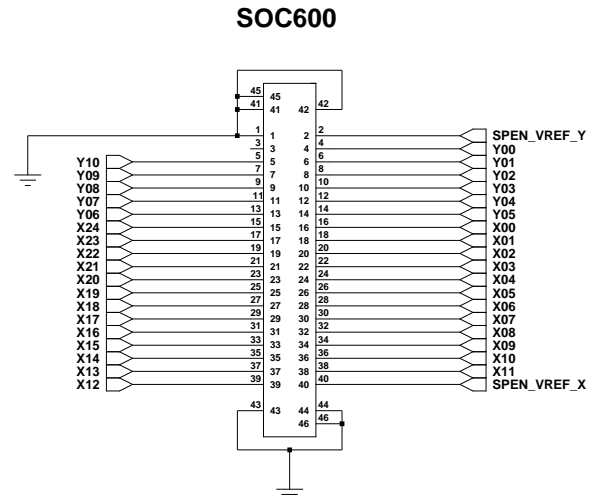 SOC600
45 45
41 41 42 42
1 1 2 2 SPEN_VREF_Y
3 3 4 4 Y00
Y10 5 5 6 6 Y01
Y09 7 7 8 8 Y02
Y08 9 9 10 10 Y03
Y07 11 11 12 12 Y04
Y06 13 13 14 14 Y05
X24 15 15 16 16 X00
X23 17 17 18 18 X01
X22 19 19 20 20 X02
X21 21 21 22 22 X03
X20 23 23 24 24 X04
X19 25 25 26 26 X05
X18 27 27 28 28 X06
X17 29 29 30 30 X07
X16 31 31 32 32 X08
X15 33 33 34 34 X09
X14 35 35 36 36 X10
X13 37 37 38 38 X11
X12 39 39 40 40 SPEN_VREF_X
43 43 44 44
46 46